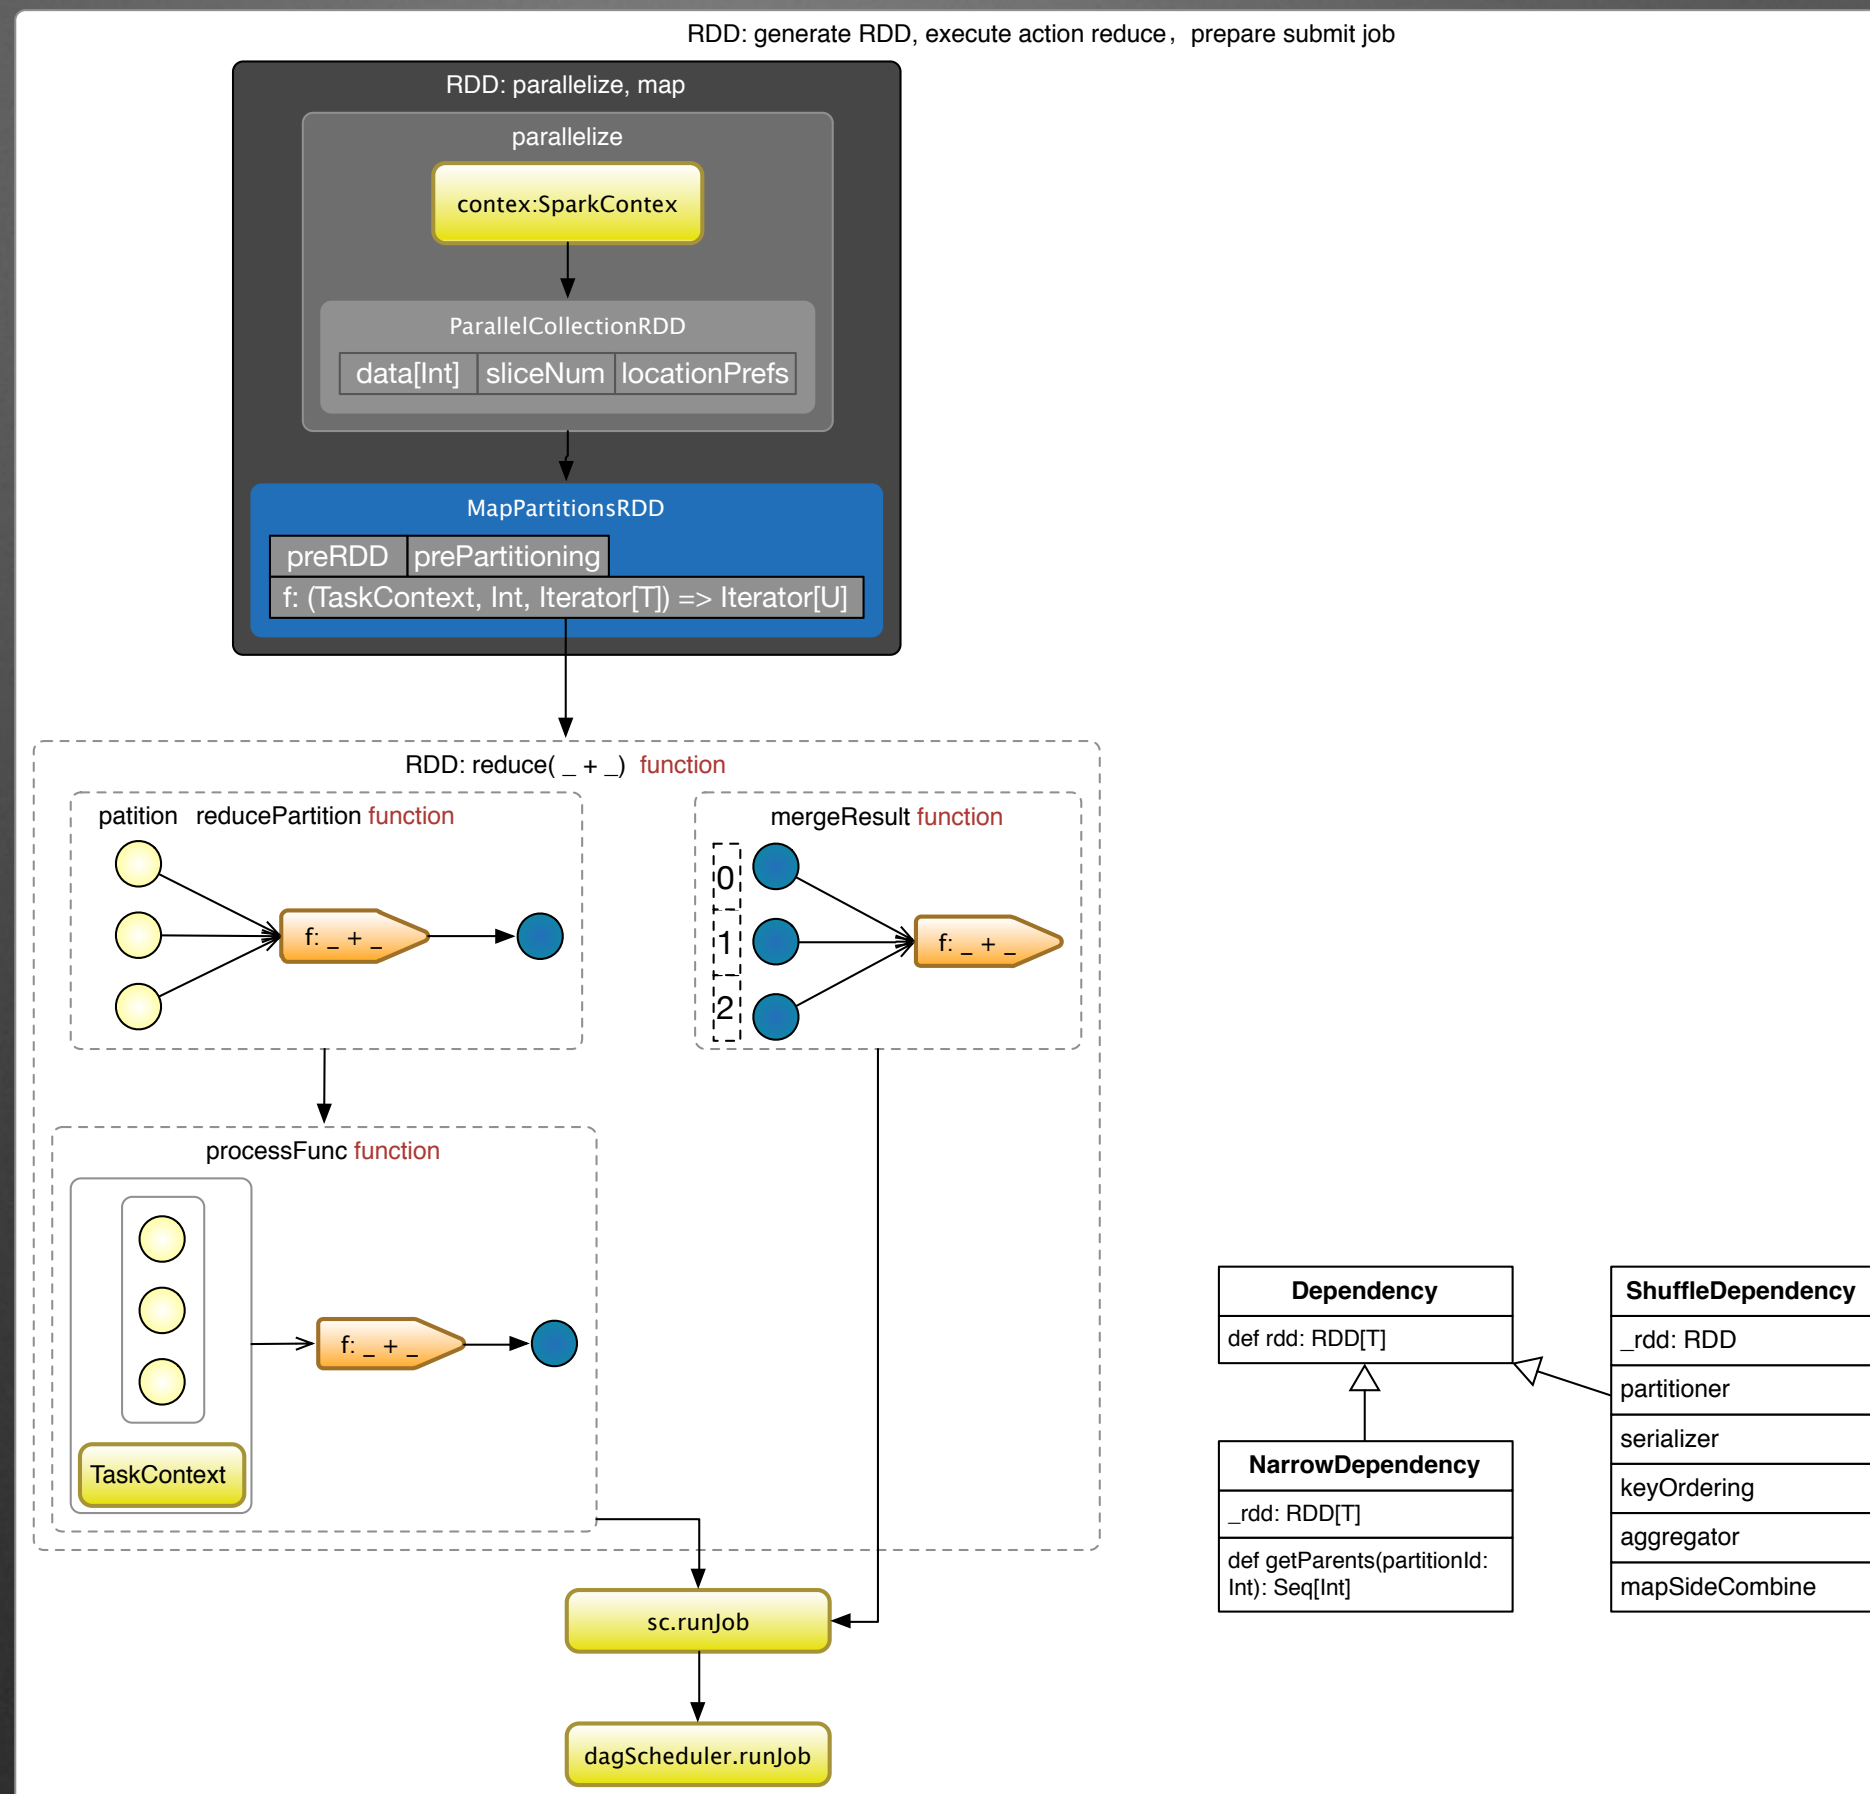 RDD: generate RDD, execute action reduce，prepare submit job
RDD: parallelize, map
parallelize
contex:SparkContex
ParallelCollectionRDD
data[Int] sliceNum locationPrefs
MapPartitionsRDD
preRDD prePartitioning
f: (TaskContext, Int, Iterator[T]) => Iterator[U]
RDD: reduce( _ + _) function
patition reducePartition function
f: _ + _
mergeResult function
0
1
2
f: _ + _
processFunc function
f: _ + _
TaskContext
sc.runJob
dagScheduler.runJob
Dependency
def rdd: RDD[T]
NarrowDependency
_rdd: RDD[T]
def getParents(partitionId:
Int): Seq[Int]
ShuffleDependency
_rdd: RDD
partitioner
serializer
keyOrdering
aggregator
mapSideCombine